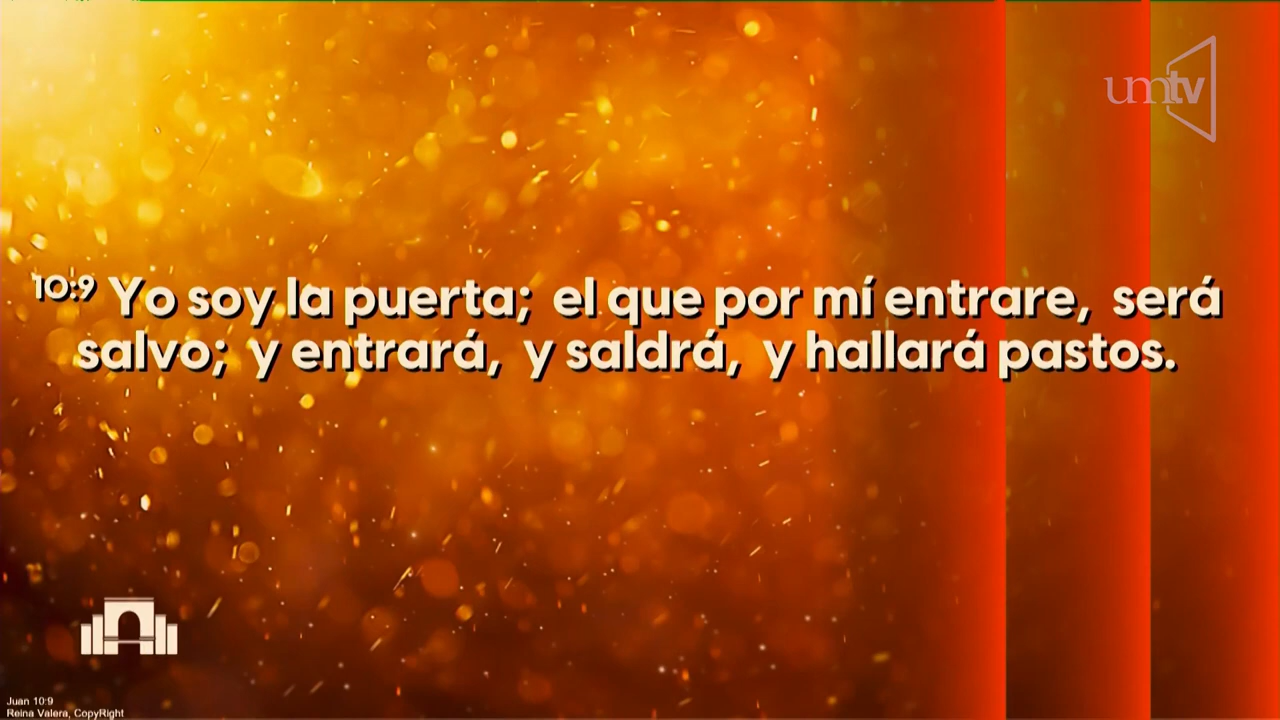 umtv
10:9 Yo soy la puerta; el que por mí entrare, será
salvo; y entrará, y saldrá, y hallará pastos.
Juan 10:9
Reina Valera, CopyRight